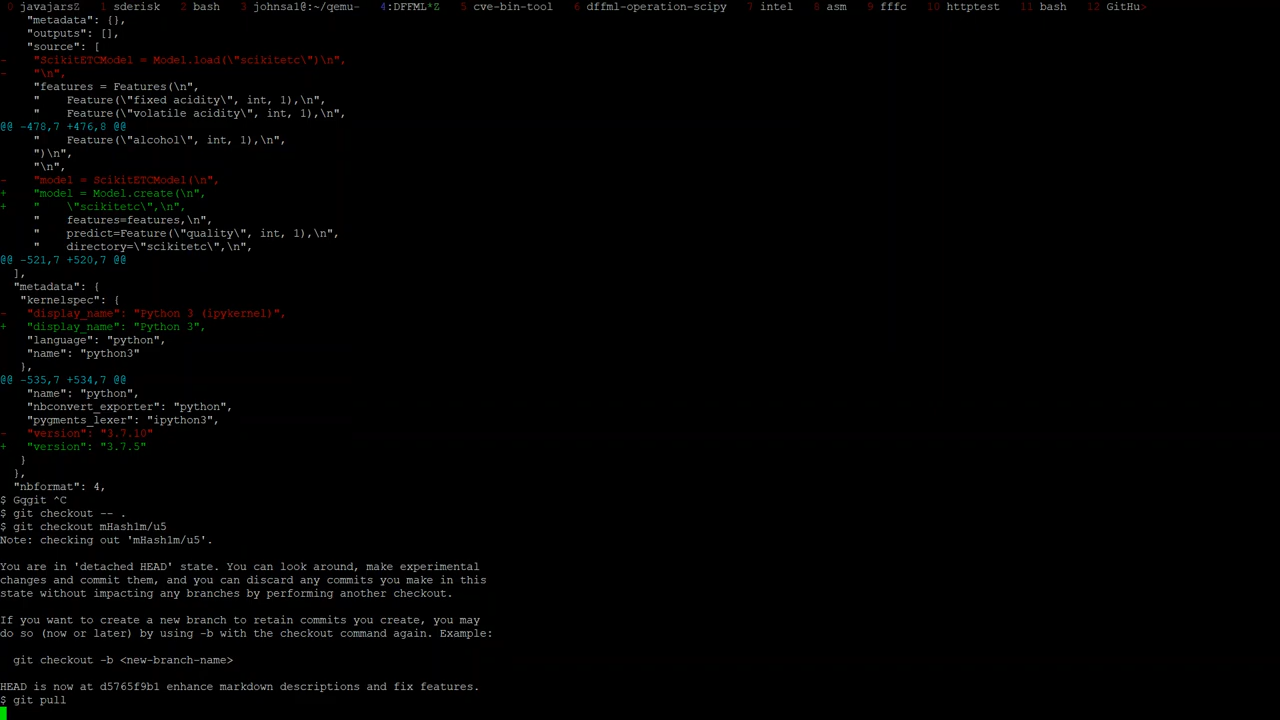 0 javajarsZ  1 sderisk  2 bash  3 johnsa1@:~/qemu-  4:DFFML*Z  5 cve-bin-tool  6 dffml-operation-scipy  7 intel  8 asm  9 fffc  10 httptest  11 bash  12 GitHu>
"metadata": {},
"outputs": [],
"source": [
-    "ScikitETCModel = Model.load(\"scikitetc\")\n",
-    "\n",
"features = Features(\n",
"    Feature(\"fixed acidity\", int, 1),\n",
"    Feature(\"volatile acidity\", int, 1),\n",
@@ -478,7 +476,8 @@
"    Feature(\"alcohol\", int, 1),\n",
")\n",
"\n",
-    "model = ScikitETCModel(\n",
+    "model = Model.create(\n",
+    "    \"scikitetc\",\n",
"    features=features,\n",
"    predict=Feature(\"quality\", int, 1),\n",
"    directory=\"scikitetc\",\n",
@@ -521,7 +520,7 @@
],
"metadata": {
"kernelspec": {
-   "display_name": "Python 3 (ipykernel)",
+   "display_name": "Python 3",
"language": "python",
"name": "python3"
},
@@ -535,7 +534,7 @@
"name": "python",
"nbconvert_exporter": "python",
"pygments_lexer": "ipython3",
-   "version": "3.7.10"
+   "version": "3.7.5"
}
},
"nbformat": 4,
$ Gqgit ^C
$ git checkout -- .
$ git checkout mHash1m/u5
Note: checking out 'mHash1m/u5'.
You are in 'detached HEAD' state. You can look around, make experimental
changes and commit them, and you can discard any commits you make in this
state without impacting any branches by performing another checkout.
If you want to create a new branch to retain commits you create, you may
do so (now or later) by using -b with the checkout command again. Example:
git checkout -b <new-branch-name>
HEAD is now at d5765f9b1 enhance markdown descriptions and fix features.
$ git pull